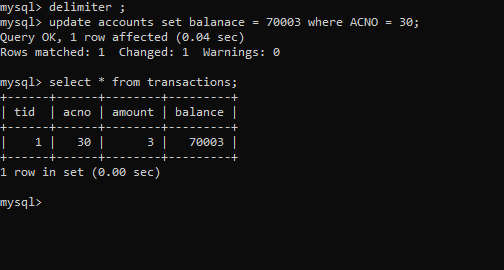 mysql> delimiter ;
mysql> update accounts set balanace = 70003 where ACNO = 30;
Query OK, 1 row affected (0.04 sec)
Rows matched: 1  Changed: 1  Warnings: 0
mysql> select * from transactions;
+------+------+--------+---------+
| tid  | acno | amount | balance |
+------+------+--------+---------+
|    1 |   30 |      3 |   70003 |
+------+------+--------+---------+
1 row in set (0.00 sec)
mysql>